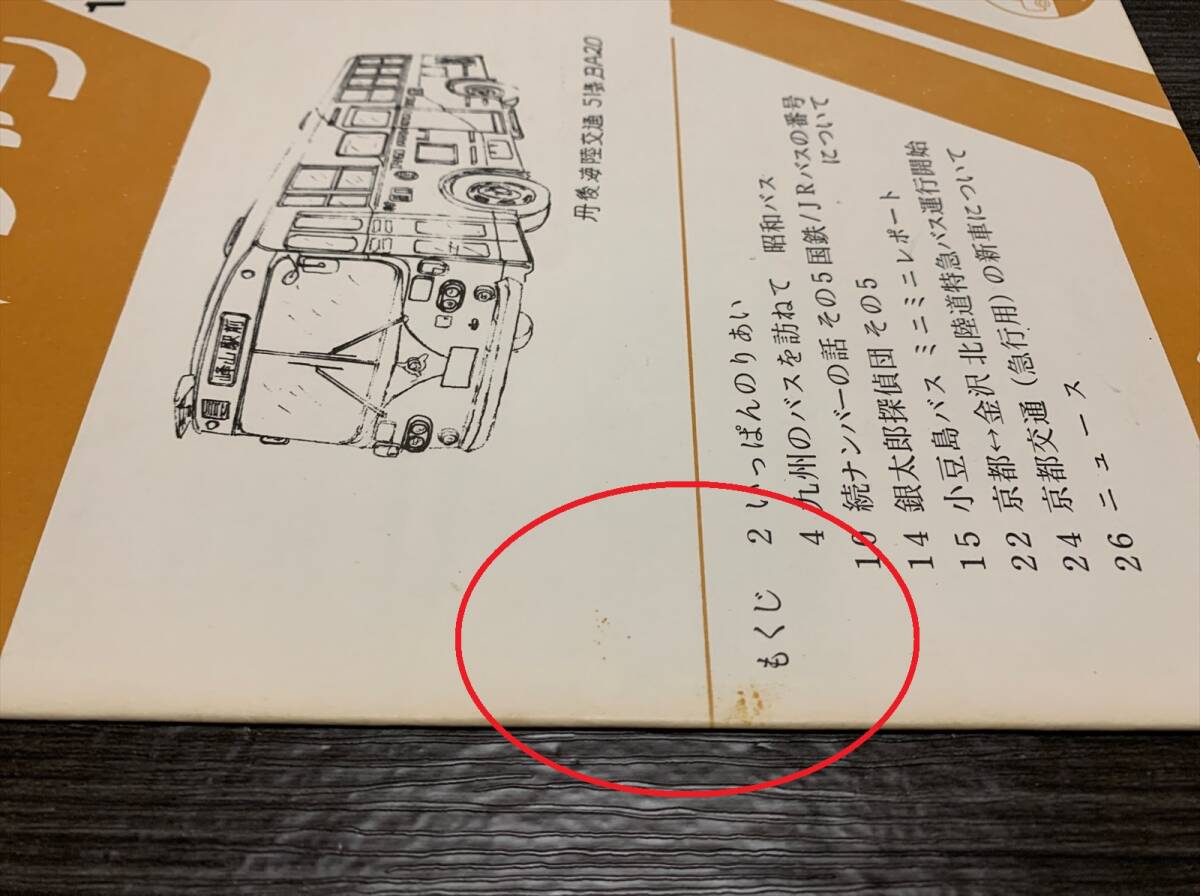 峰山駅前
丹後海陸交通 51號BA20
もくじ
2 いっぱんのりあい
4 九州のバスを訪ねて 昭和バス
10 続ナンバーの話 その5 国鉄/JRバスの番号
について
14 銀太郎探偵団 その5
15 小豆島バス ミニミニレポート
22 京都↔金沢 北陸道特急バス運行開始
24 京都交通(急行用)の新車について
26 ニュース